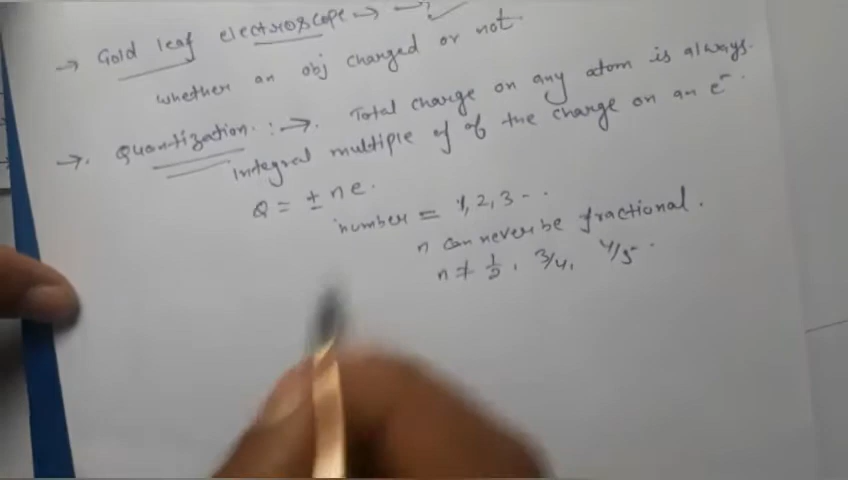 → Gold leaf electroscope → →
whether an obj charged or not.
→. Quantization. : →. Total charge on any atom is always.
integral multiple of of the charge on an e⁻.
Q = ± ne.
number = 1, 2, 3 - ..
n can never be fractional.
n ≠ 1/2, 3/4, 4/5.